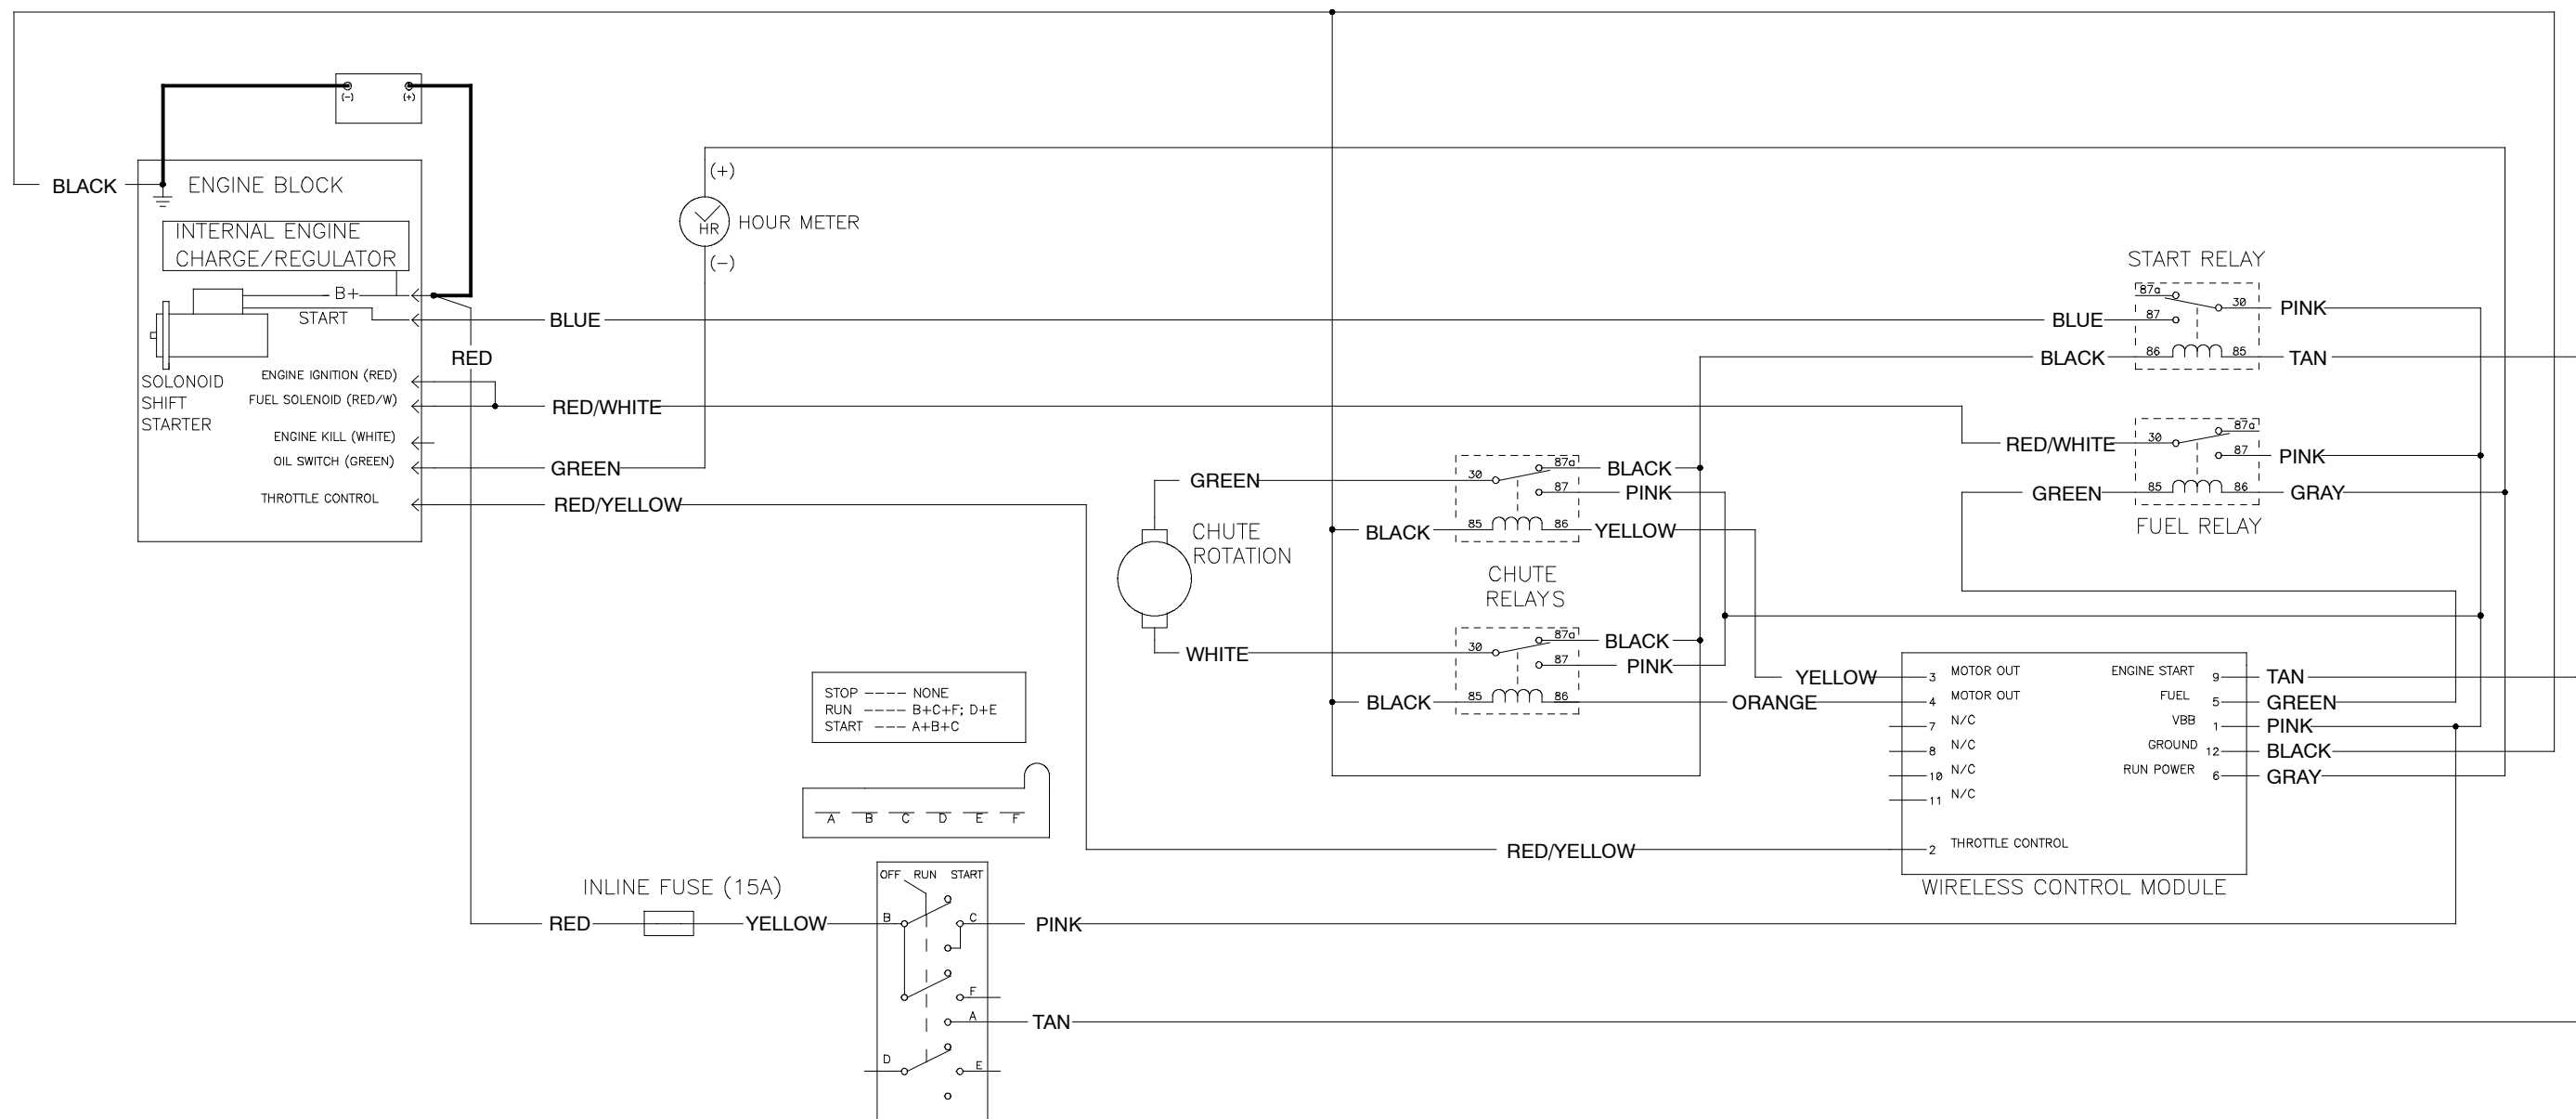 (-)
(+)
BLACK
ENGINE BLOCK
INTERNAL ENGINE
CHARGE/REGULATOR
B+
START
SOLONOID
SHIFT
STARTER
ENGINE IGNITION (RED)
FUEL SOLENOID (RED/W)
ENGINE KILL (WHITE)
OIL SWITCH (GREEN)
THROTTLE CONTROL
RED
BLUE
RED/WHITE
GREEN
RED/YELLOW
(+)
HR
HOUR METER
(-)
START RELAY
87a
30
PINK
BLUE
87
BLACK
86
85
TAN
RED/WHITE
30
87a
87
PINK
GREEN
85
86
GRAY
FUEL RELAY
GREEN
30
87a
BLACK
87
PINK
BLACK
85
86
YELLOW
CHUTE
ROTATION
CHUTE
RELAYS
WHITE
30
87a
BLACK
87
PINK
BLACK
85
86
ORANGE
YELLOW
3 MOTOR OUT
4 MOTOR OUT
7 N/C
8 N/C
10 N/C
11 N/C
2 THROTTLE CONTROL
ENGINE START 9 TAN
FUEL 5 GREEN
VBB 1 PINK
GROUND 12 BLACK
RUN POWER 6 GRAY
WIRELESS CONTROL MODULE
RED/YELLOW
STOP ---- NONE
RUN ---- B+C+F; D+E
START --- A+B+C
A B C D E F
INLINE FUSE (15A)
RED
YELLOW
OFF RUN START
B
C
PINK
F
A
TAN
D
E